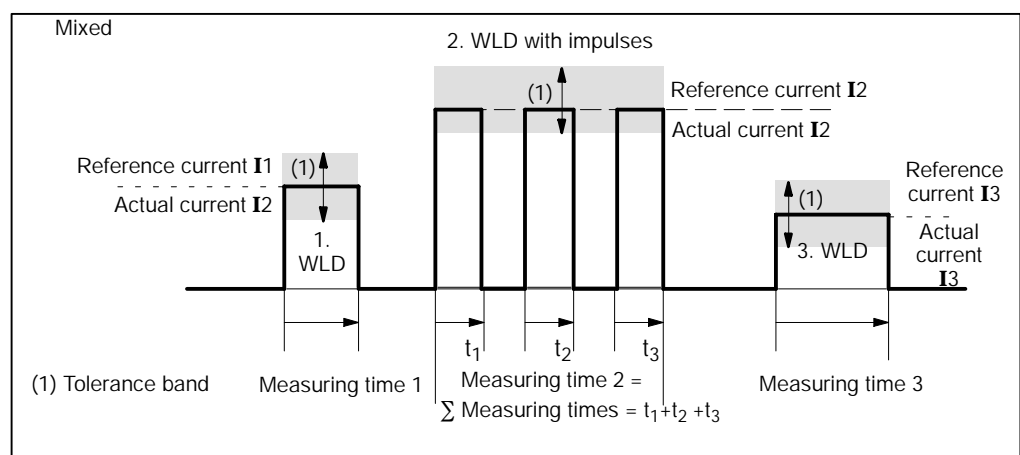 Mixed
2. WLD with impulses
(1)
Reference current I2
Actual current I2
Reference current I1
(1)
Actual current I2
1.
WLD
Reference
current I3
(1)
Actual
current
I3
3. WLD
t1
t2
t3
(1) Tolerance band
Measuring time 1
Measuring time 2 =
∑ Measuring times = t1+t2 +t3
Measuring time 3